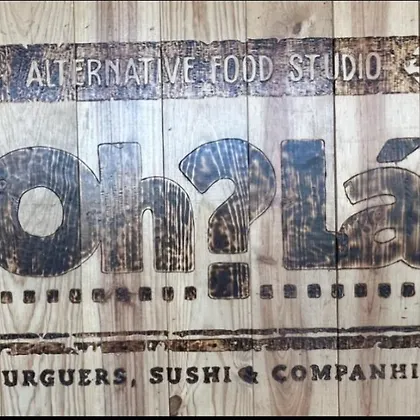 ALTERNATIVE FOOD STUDIO
Oh?Lá
URGUERS, SUSHI & COMPANHI